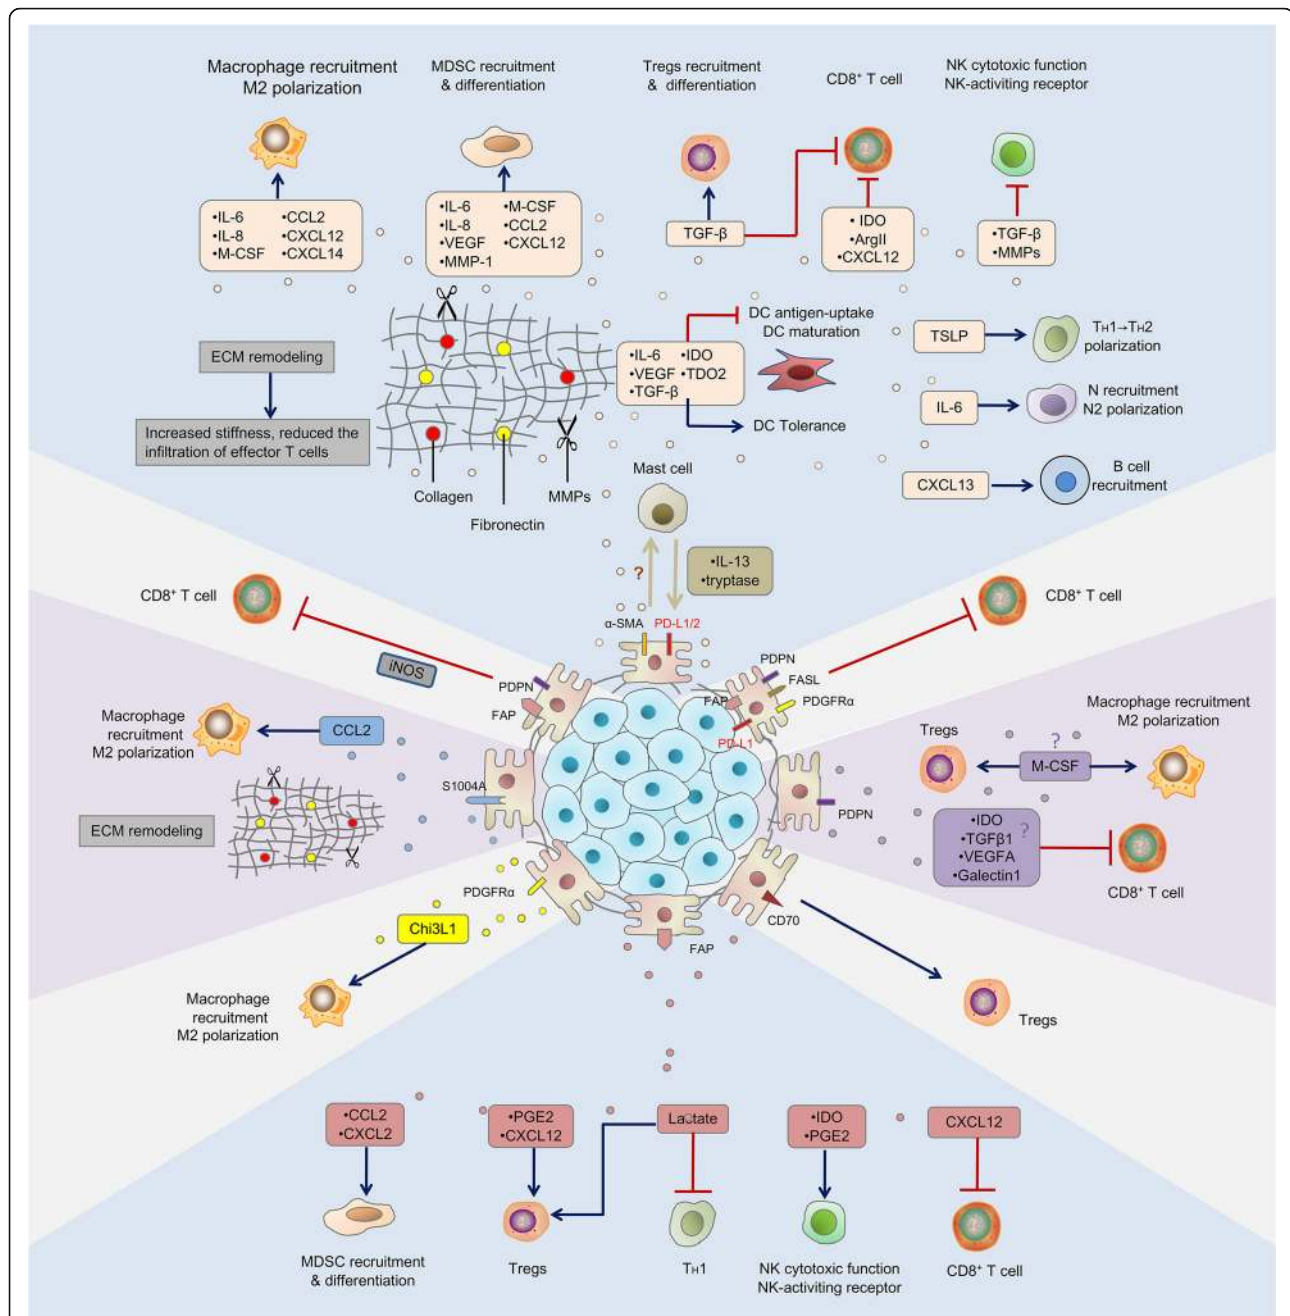 Macrophage recruitment
M2 polarization
MDSC recruitment
& differentiation
Tregs recruitment
& differentiation
CD8⁺ T cell
NK cytotoxic function
NK-activiting receptor
•IL-6 •CCL2
•IL-8 •CXCL12
•M-CSF •CXCL14
•IL-6 •M-CSF
•IL-8 •CCL2
•VEGF •CXCL12
•MMP-1
TGF-β
• IDO
•ArgII
•CXCL12
•TGF-β
•MMPs
ECM remodeling
Increased stiffness, reduced the
infiltration of effector T cells
Collagen
Fibronectin
MMPs
•IL-6 •IDO
•VEGF •TDO2
•TGF-β
DC antigen-uptake
DC maturation
DC Tolerance
TSLP
TH1→TH2
polarization
IL-6
N recruitment
N2 polarization
CXCL13
B cell
recruitment
Mast cell
?
•IL-13
•tryptase
α-SMA PD-L1/2
CD8⁺ T cell
iNOS
PDPN
FAP
CD8⁺ T cell
PDPN
FASL
FAP
PDGFRα
PD-L1
Macrophage
recruitment
M2 polarization
CCL2
S1004A
ECM remodeling
Tregs
?
M-CSF
Macrophage recruitment
M2 polarization
PDPN
•IDO
•TGFβ1 ?
•VEGFA
•Galectin1
CD8⁺ T cell
PDGFRα
Chi3L1
Macrophage
recruitment
M2 polarization
FAP
CD70
Tregs
•CCL2
•CXCL2
•PGE2
•CXCL12
Lactate
•IDO
•PGE2
CXCL12
MDSC recruitment
& differentiation
Tregs
TH1
NK cytotoxic function
NK-activiting receptor
CD8⁺ T cell